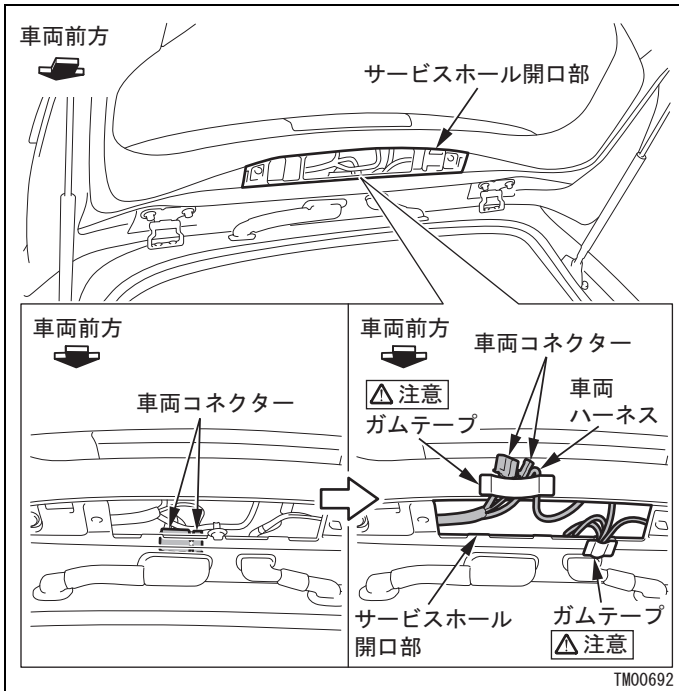 車両前方
サービスホール開口部
車両前方
車両コネクター
車両前方
車両コネクター
⚠ 注意
ガムテープ
車両
ハーネス
サービスホール
開口部
ガムテープ
⚠ 注意
TM00692